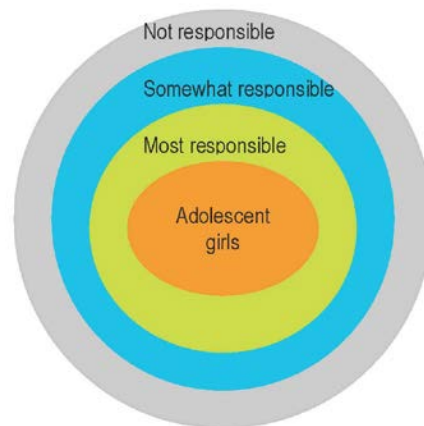 Not responsible
Somewhat responsible
Most responsible
Adolescent
girls